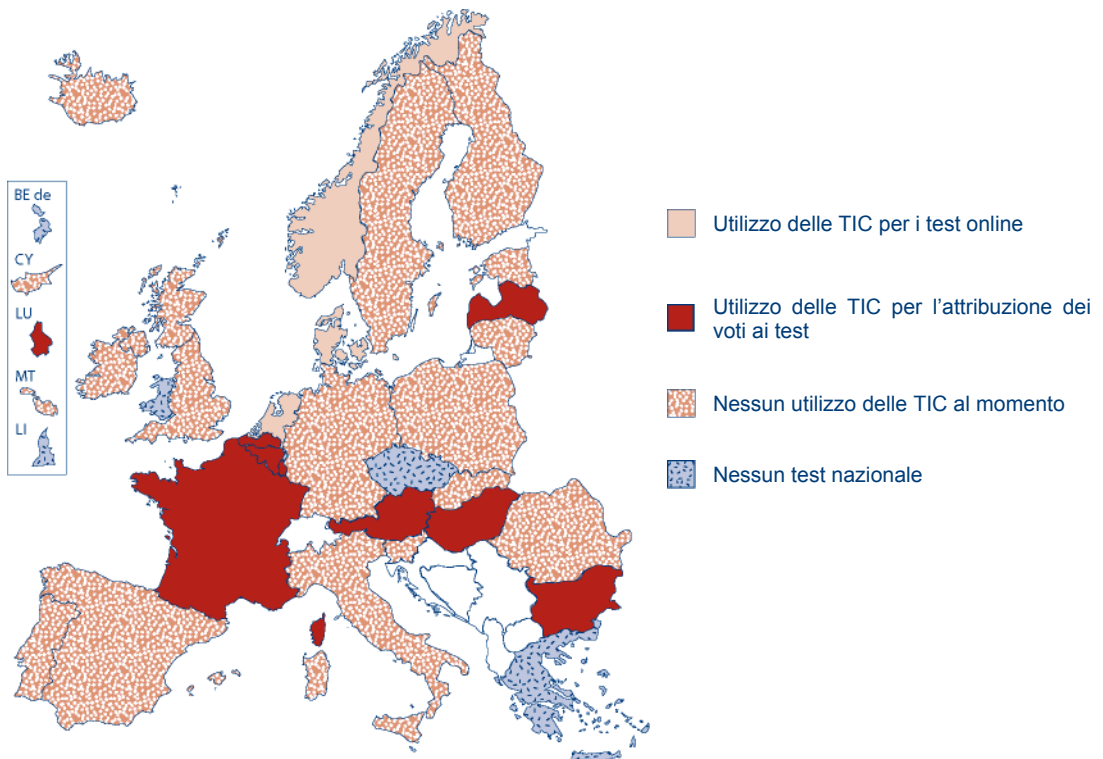 BE de
CY
LU
MT
LI
Utilizzo delle TIC per i test online
Utilizzo delle TIC per l'attribuzione dei
voti ai test
Nessun utilizzo delle TIC al momento
Nessun test nazionale